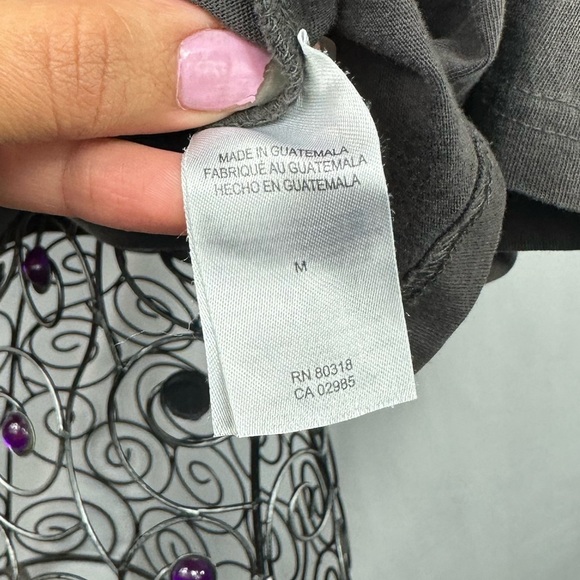 MADE IN GUATEMALA
FABRIQUÉ AU GUATEMALA
HECHO EN GUATEMALA
M
RN 80318
CA 02985